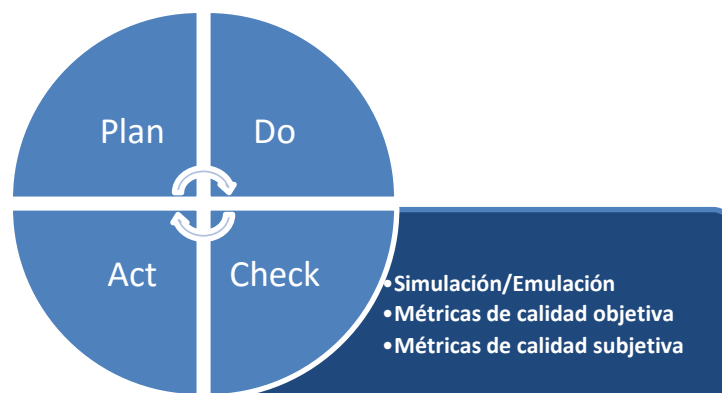 Plan
Do
Act
Check
•Simulación/Emulación
•Métricas de calidad objetiva
•Métricas de calidad subjetiva